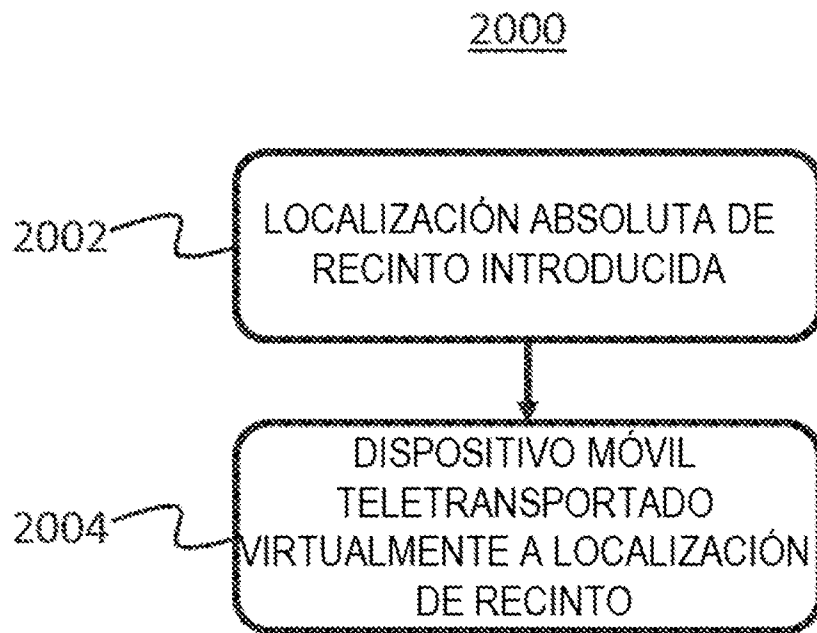 2000
2002
LOCALIZACIÓN ABSOLUTA DE
RECINTO INTRODUCIDA
2004
DISPOSITIVO MÓVIL
TELETRANSPORTADO
VIRTUALMENTE A LOCALIZACIÓN
DE RECINTO